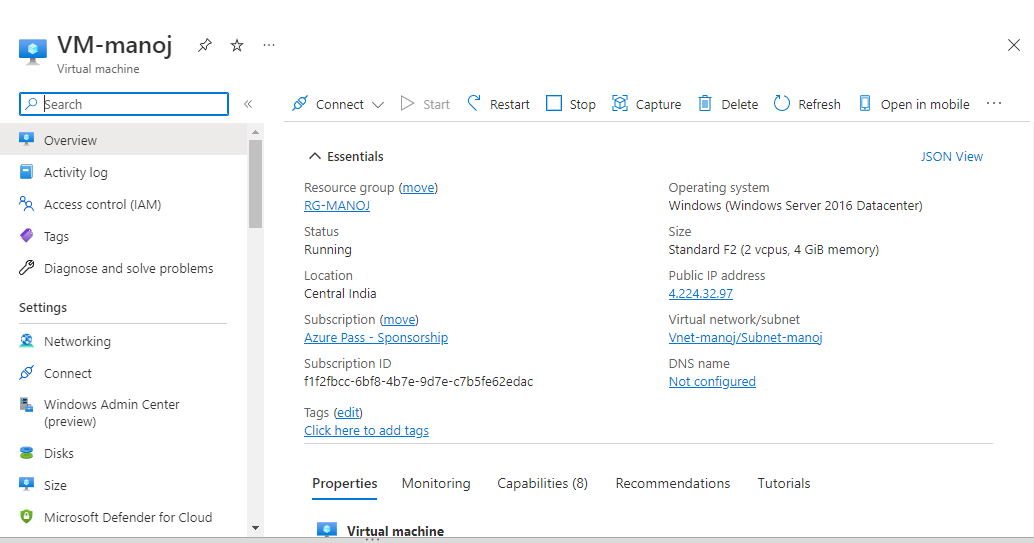 VM-manoj
Virtual machine
Search
Overview
Activity log
Access control (IAM)
Tags
Diagnose and solve problems
Settings
Networking
Connect
Windows Admin Center
(preview)
Disks
Size
Microsoft Defender for Cloud
Connect Start Restart Stop Capture Delete Refresh Open in mobile
Essentials
JSON View
Resource group (move)
RG-MANOJ
Status
Running
Location
Central India
Subscription (move)
Azure Pass - Sponsorship
Subscription ID
f1f2fbcc-6bf8-4b7e-9d7e-c7b5fe62edac
Operating system
Windows (Windows Server 2016 Datacenter)
Size
Standard F2 (2 vcpus, 4 GiB memory)
Public IP address
4.224.32.97
Virtual network/subnet
Vnet-manoj/Subnet-manoj
DNS name
Not configured
Tags (edit)
Click here to add tags
Properties Monitoring Capabilities (8) Recommendations Tutorials
Virtual machine